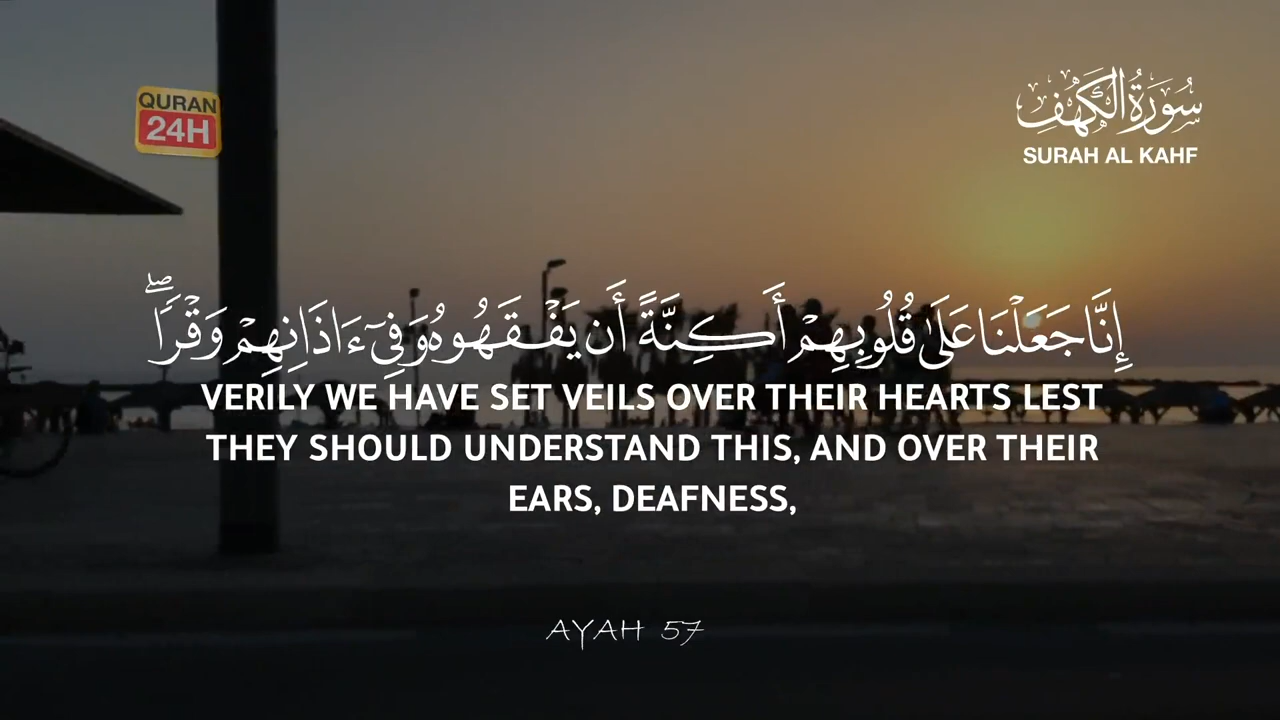 QURAN
24H
سُورَةُ الكَهْفِ
SURAH AL KAHF
إِنَّا جَعَلْنَا عَلَىٰ قُلُوبِهِمْ أَكِنَّةً أَن يَفْقَهُوهُ وَفِىٓ ءَاذَانِهِمْ وَقْرًۭا ۖ
VERILY WE HAVE SET VEILS OVER THEIR HEARTS LEST
THEY SHOULD UNDERSTAND THIS, AND OVER THEIR
EARS, DEAFNESS,
AYAH 57